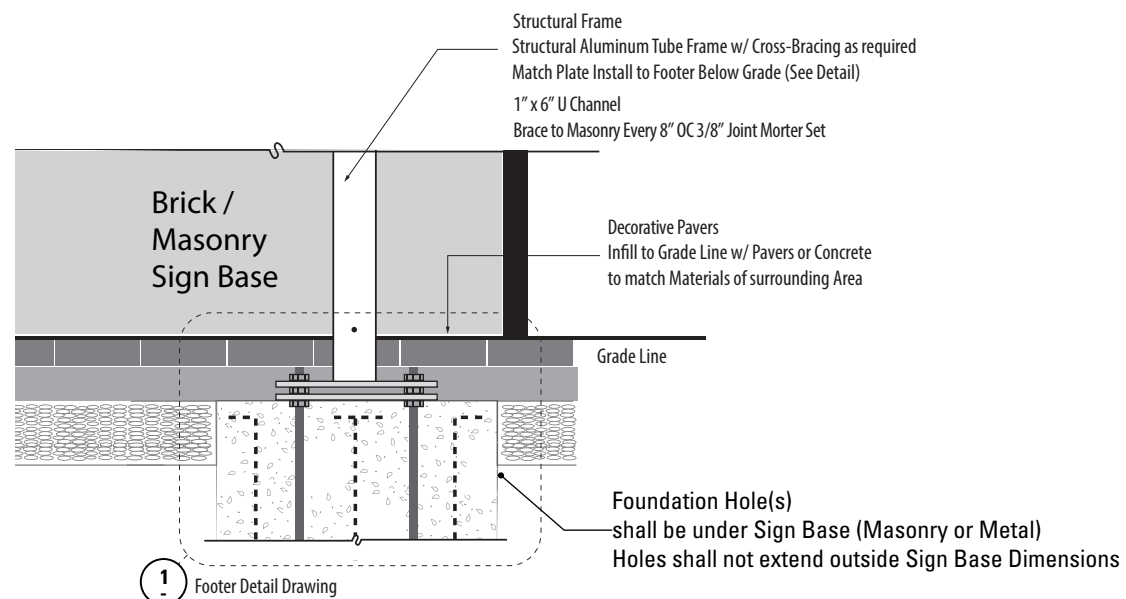 Structural Frame
Structural Aluminum Tube Frame w/ Cross-Bracing as required
Match Plate Install to Footer Below Grade (See Detail)
1” x 6” U Channel
Brace to Masonry Every 8” OC 3/8” Joint Morter Set
Brick /
Masonry
Sign Base
Decorative Pavers
Infill to Grade Line w/ Pavers or Concrete
to match Materials of surrounding Area
Grade Line
Foundation Hole(s)
shall be under Sign Base (Masonry or Metal)
Holes shall not extend outside Sign Base Dimensions
1
-
Footer Detail Drawing